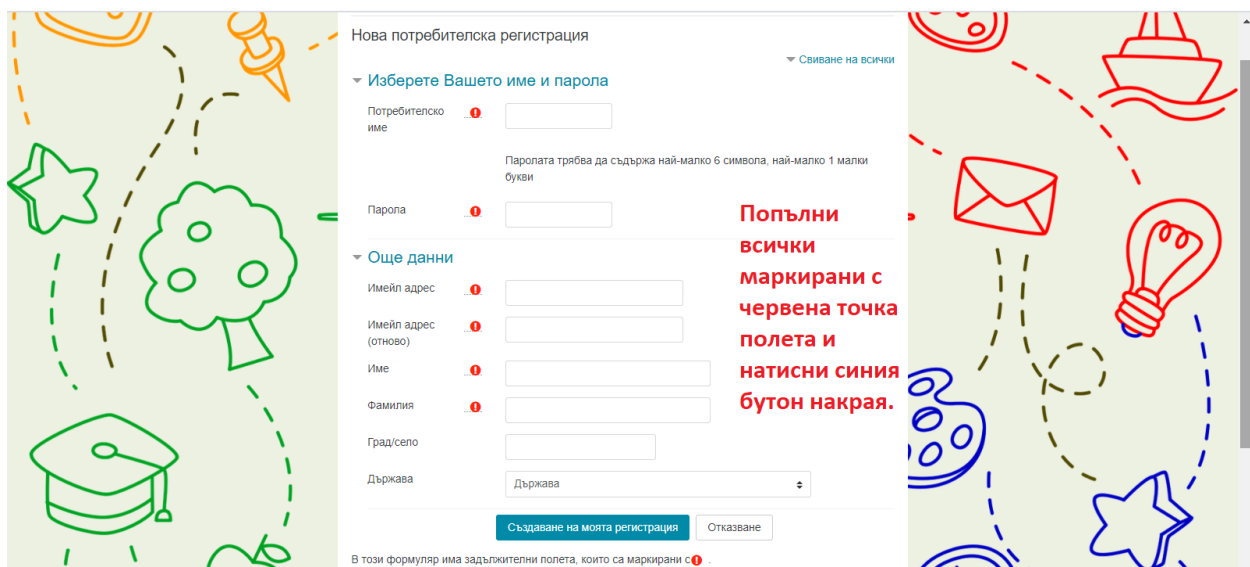 Нова потребителска регистрация
Свиване на всички
Изберете Вашето име и парола
Потребителско
име
Паролата трябва да съдържа най-малко 6 символа, най-малко 1 малки
букви
Парола
Попълни
всички
маркирани с
червена точка
полета и
натисни синия
бутон накрая.
Още данни
Имейл адрес
Имейл адрес
(отново)
Име
Фамилия
Град/село
Държава
Държава
Създаване на моята регистрация
Отказване
В този формуляр има задължителни полета, които са маркирани с .